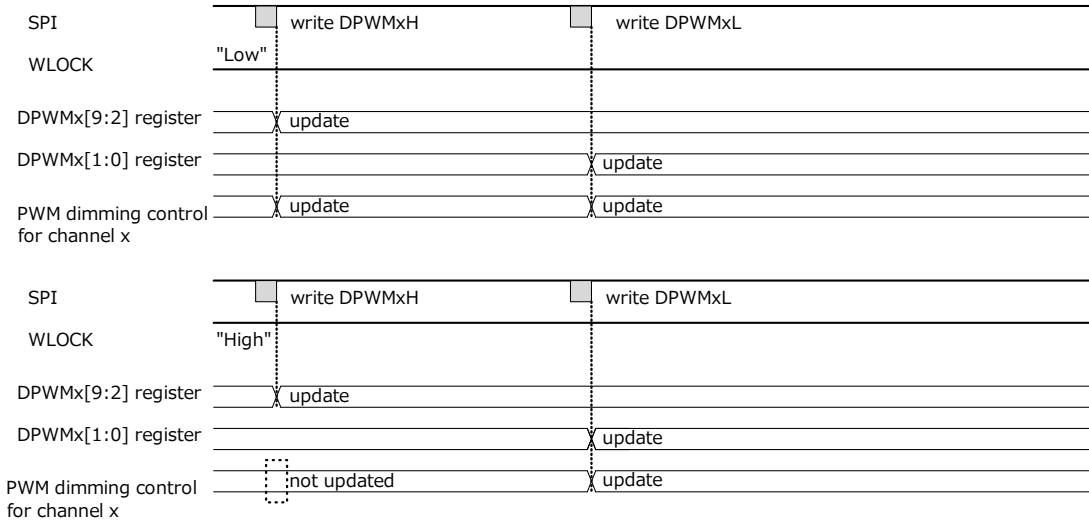 SPI write DPWMxH write DPWMxL
WLOCK "Low"
DPWMx[9:2] register update
DPWMx[1:0] register update
PWM dimming control update update
for channel x
SPI write DPWMxH write DPWMxL
WLOCK "High"
DPWMx[9:2] register update
DPWMx[1:0] register update
PWM dimming control not updated update
for channel x